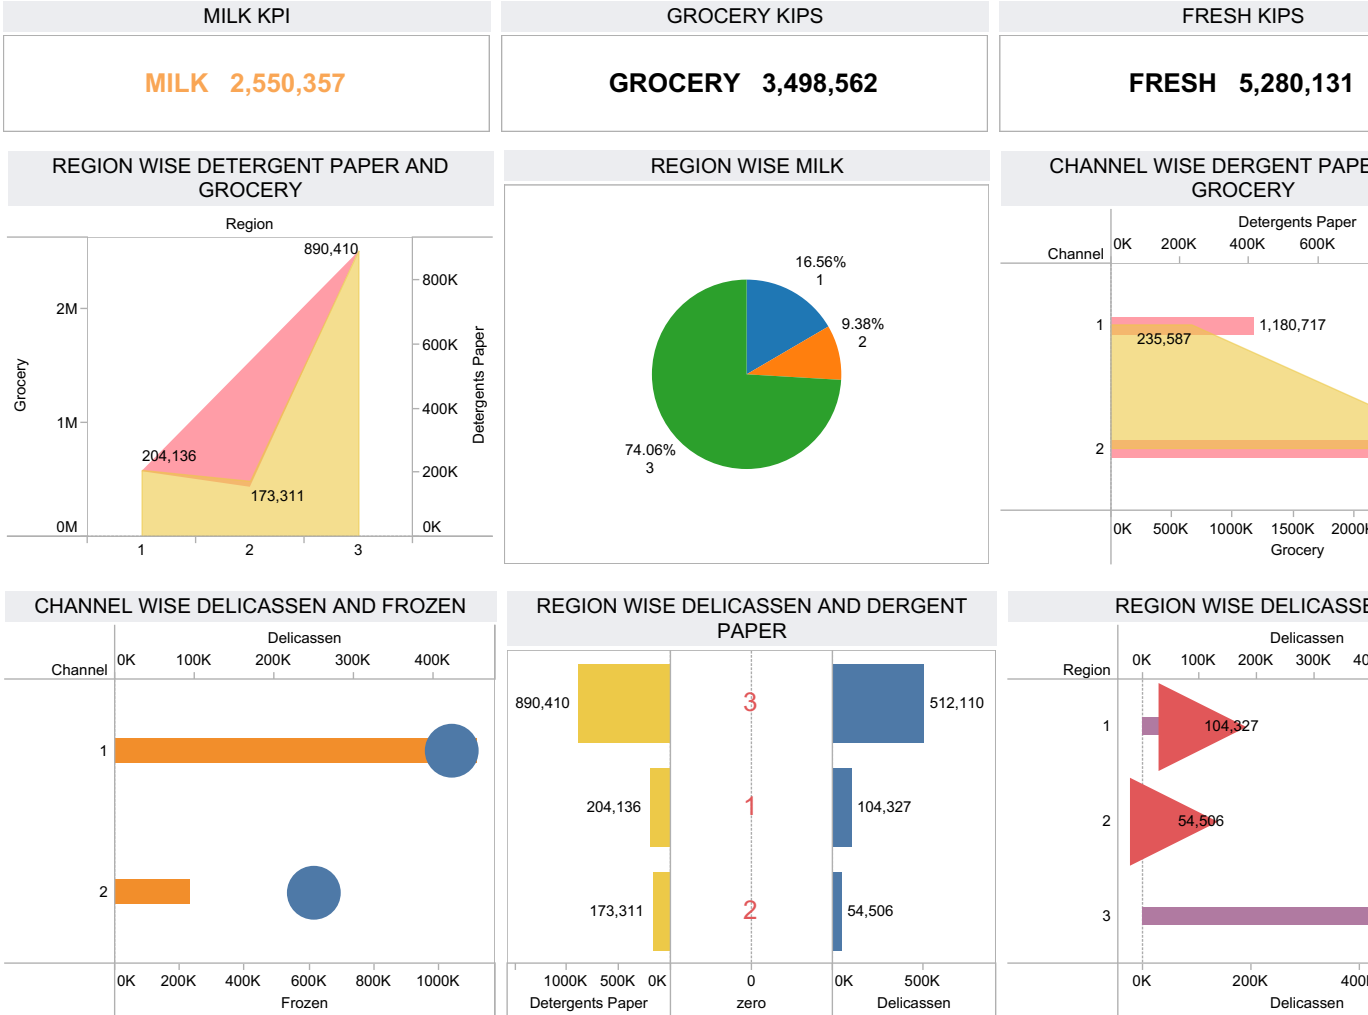 MILK KPI
MILK 2,550,357
GROCERY KIPS
GROCERY 3,498,562
FRESH KIPS
FRESH 5,280,131
REGION WISE DETERGENT PAPER AND
GROCERY
Region
Grocery
2M
1M
0M
890,410
204,136
173,311
800K
600K
400K
200K
0K
Detergents Paper
1 2 3
REGION WISE MILK
16.56%
1
9.38%
2
74.06%
3
CHANNEL WISE DERGENT PAPE
GROCERY
Detergents Paper
Channel
0K 200K 400K 600K
1
1,180,717
235,587
2
0K 500K 1000K 1500K 2000K
Grocery
CHANNEL WISE DELICASSEN AND FROZEN
Delicassen
Channel
0K 100K 200K 300K 400K
1
2
0K 200K 400K 600K 800K 1000K
Frozen
REGION WISE DELICASSEN AND DERGENT
PAPER
890,410 3 512,110
204,136 1 104,327
173,311 2 54,506
1000K 500K 0K 0 0K 500K
Detergents Paper zero Delicassen
REGION WISE DELICASSE
Delicassen
Region
0K 100K 200K 300K 40
1 104,327
2 54,506
3
0K 200K 400
Delicassen